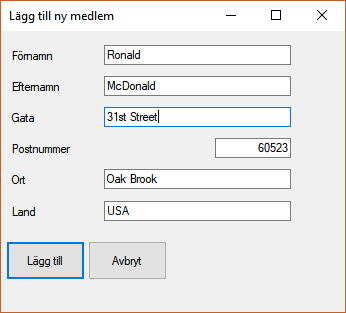 Lägg till ny medlem
Förnamn Ronald
Efternamn McDonald
Gata 31st Street
Postnummer 60523
Ort Oak Brook
Land USA
Lägg till Avbryt